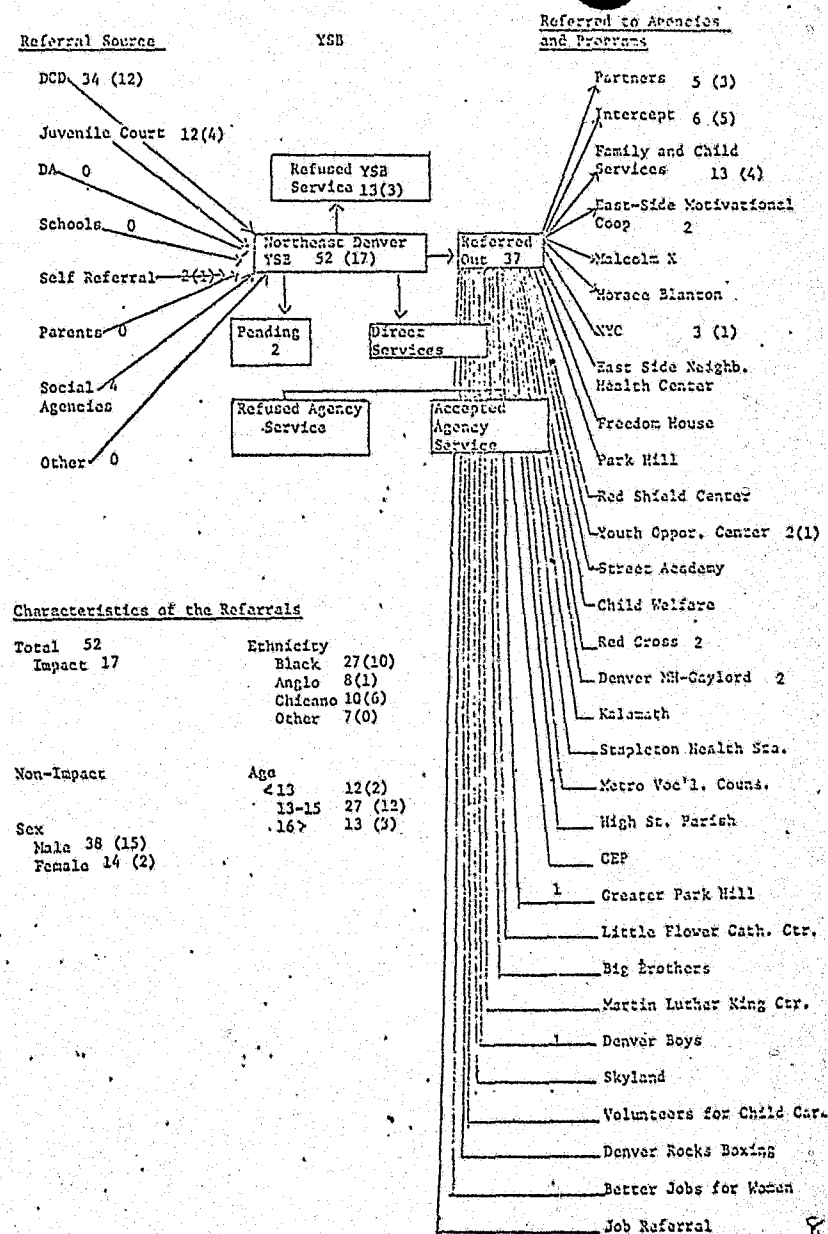 Referral Source
YSB
Referred to Agencies
and Programs
DCD 34 (12)
Juvenile Court 12(4)
DA 0
Schools 0
Self Referral 2(1)
Parents 0
Social 4
Agencies
Other 0
Refused YSB
Service 13(3)
Northeast Denver
YSB 52 (17)
Pending
2
Direct
Services
Referred
Out 37
Refused Agency
Service
Accepted
Agency
Service
Partners 5 (3)
Intercept 6 (5)
Family and Child
Services 13 (4)
East-Side Motivational
Coop 2
Malcolm X
Horace Blanton
NYC 3 (1)
East Side Neighb.
Health Center
Freedom House
Park Hill
Red Shield Center
Youth Oppor. Center 2(1)
Street Academy
Child Welfare
Red Cross 2
Denver MH-Gaylord 2
Kalamath
Stapleton Health Sta.
Metro Voc'l. Couns.
High St. Parish
CEP
1 Greater Park Hill
Little Flower Cath. Ctr.
Big Brothers
Martin Luther King Ctr.
1 Denver Boys
Skyland
Volunteers for Child Care
Denver Rocks Boxing
Better Jobs for Women
Job Referral
Characteristics of the Referrals
Total 52
Impact 17
Non-Impact
Sex
Male 38 (15)
Female 14 (2)
Ethnicity
Black 27(10)
Anglo 8(1)
Chicano 10(6)
Other 7(0)
Age
<13 12(2)
13-15 27 (12)
16> 13 (3)